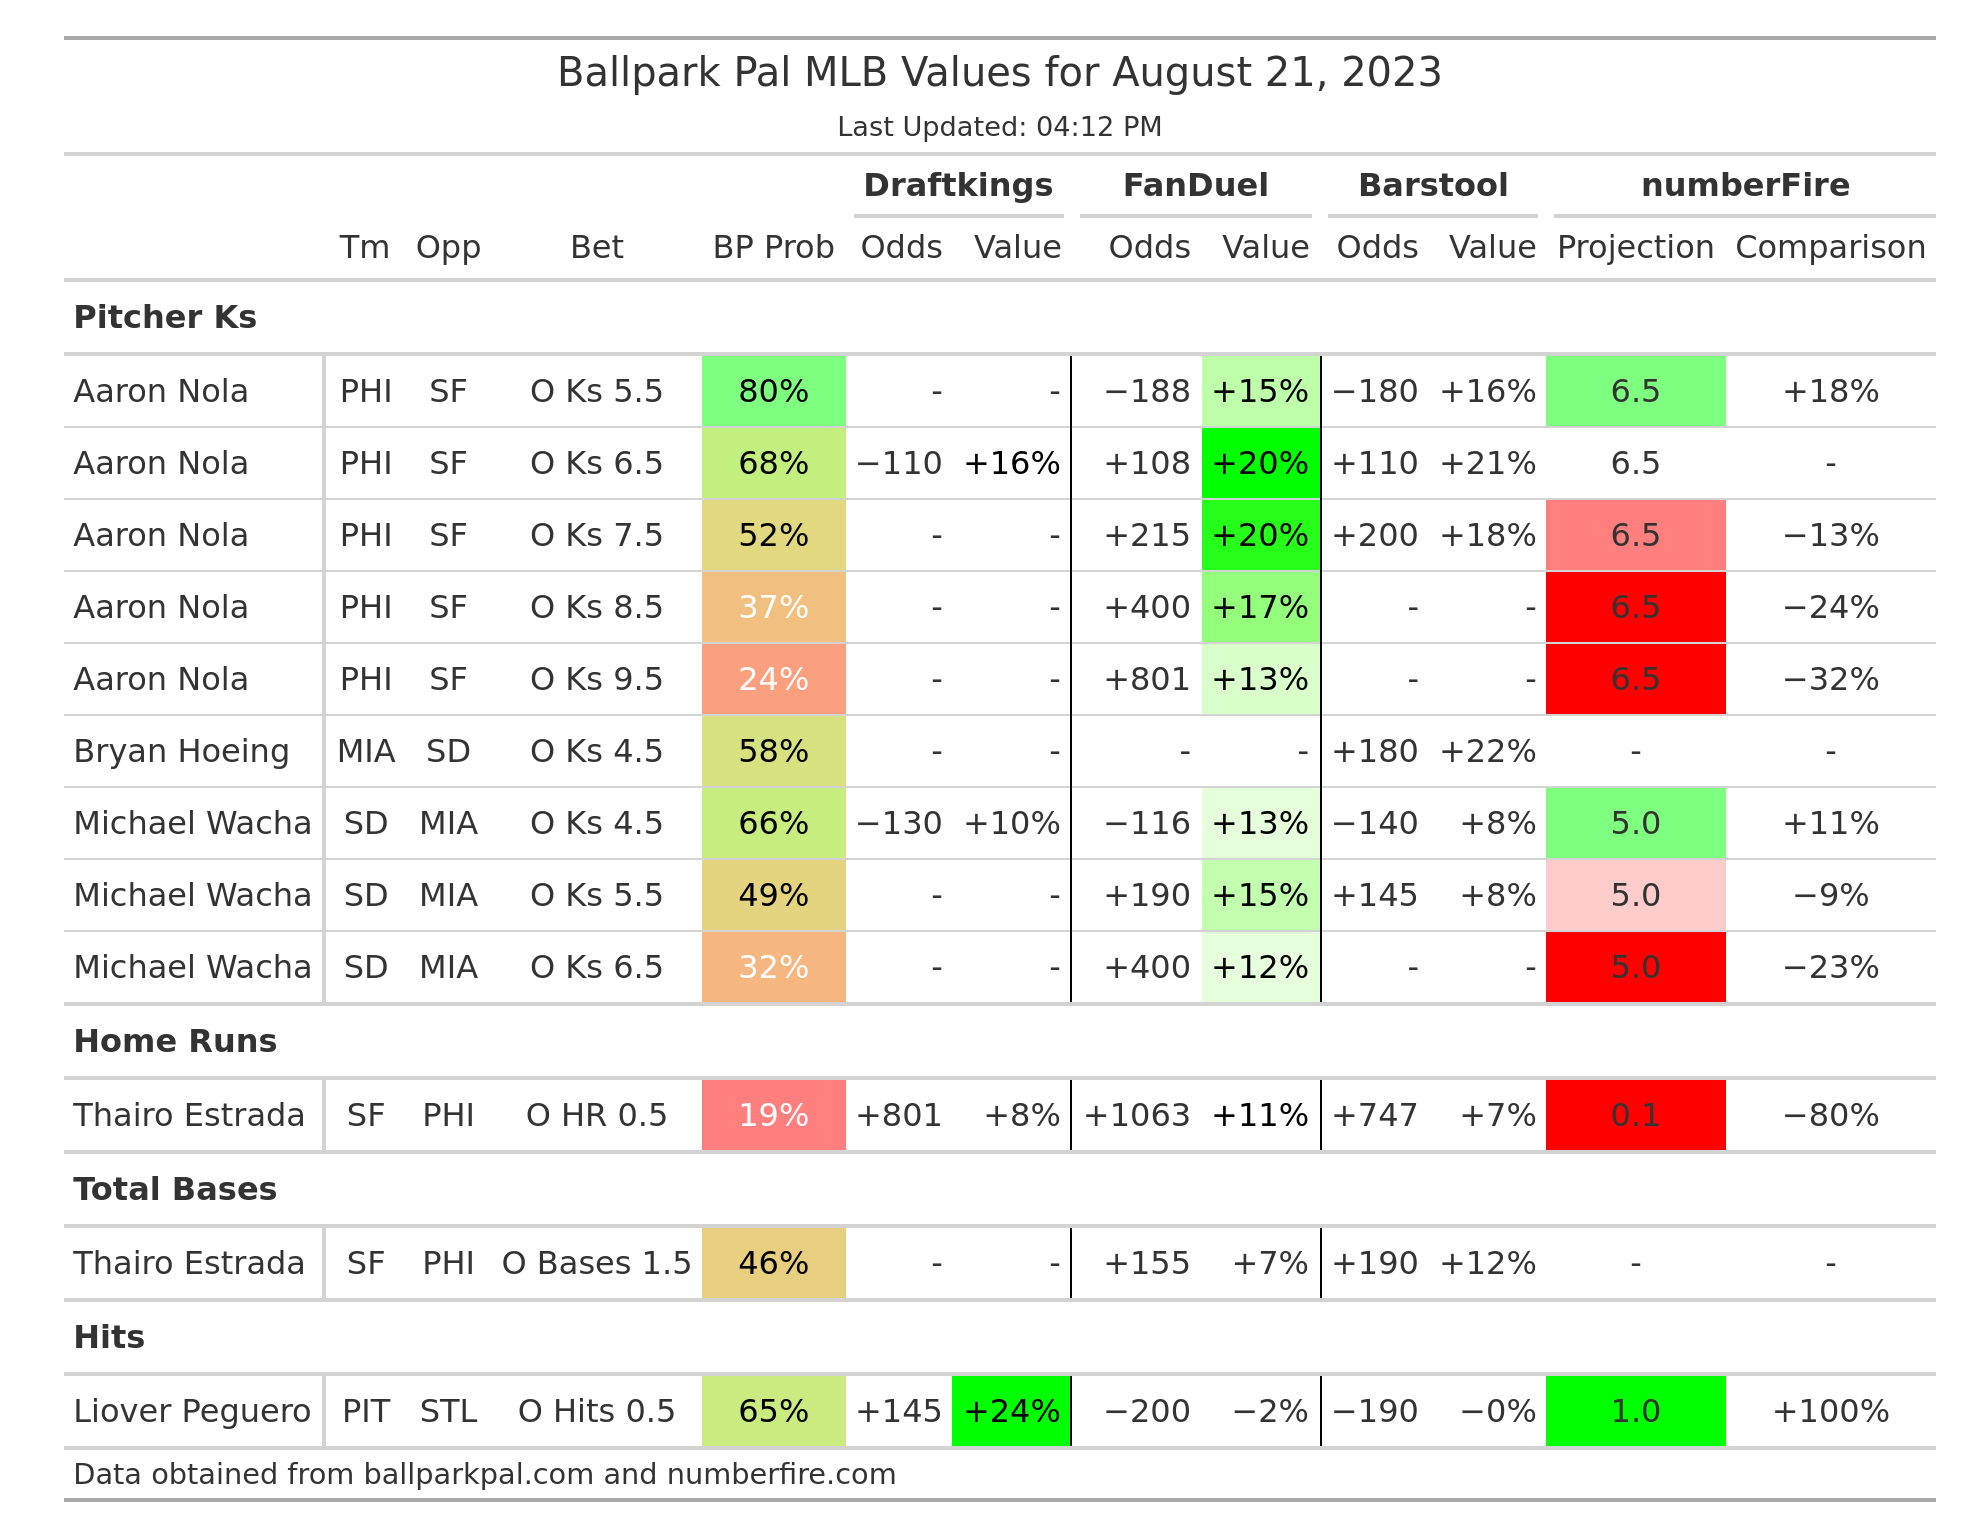 Ballpark Pal MLB Values for August 21, 2023
Last Updated: 04:12 PM
Draftkings FanDuel Barstool numberFire
Tm Opp Bet BP Prob Odds Value Odds Value Odds Value Projection Comparison
Pitcher Ks
Aaron Nola PHI SF O Ks 5.5 80% - - −188 +15% −180 +16% 6.5 +18%
Aaron Nola PHI SF O Ks 6.5 68% −110 +16% +108 +20% +110 +21% 6.5 -
Aaron Nola PHI SF O Ks 7.5 52% - - +215 +20% +200 +18% 6.5 −13%
Aaron Nola PHI SF O Ks 8.5 37% - - +400 +17% - - 6.5 −24%
Aaron Nola PHI SF O Ks 9.5 24% - - +801 +13% - - 6.5 −32%
Bryan Hoeing MIA SD O Ks 4.5 58% - - - - +180 +22% - -
Michael Wacha SD MIA O Ks 4.5 66% −130 +10% −116 +13% −140 +8% 5.0 +11%
Michael Wacha SD MIA O Ks 5.5 49% - - +190 +15% +145 +8% 5.0 −9%
Michael Wacha SD MIA O Ks 6.5 32% - - +400 +12% - - 5.0 −23%
Home Runs
Thairo Estrada SF PHI O HR 0.5 19% +801 +8% +1063 +11% +747 +7% 0.1 −80%
Total Bases
Thairo Estrada SF PHI O Bases 1.5 46% - - +155 +7% +190 +12% - -
Hits
Liover Peguero PIT STL O Hits 0.5 65% +145 +24% −200 −2% −190 −0% 1.0 +100%
Data obtained from ballparkpal.com and numberfire.com